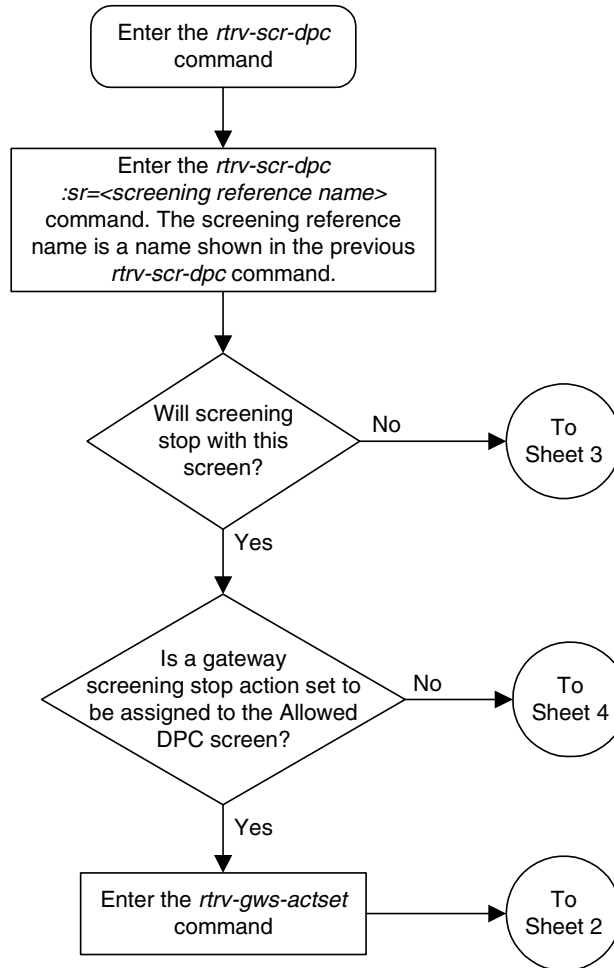 Enter the rtrv-scr-dpc
command
Enter the rtrv-scr-dpc
:sr=<screening reference name>
command. The screening reference
name is a name shown in the previous
rtrv-scr-dpc command.
Will screening
stop with this
screen?
No
To
Sheet 3
Yes
Is a gateway
screening stop action set to
be assigned to the Allowed
DPC screen?
No
To
Sheet 4
Yes
Enter the rtrv-gws-actset
command
To
Sheet 2